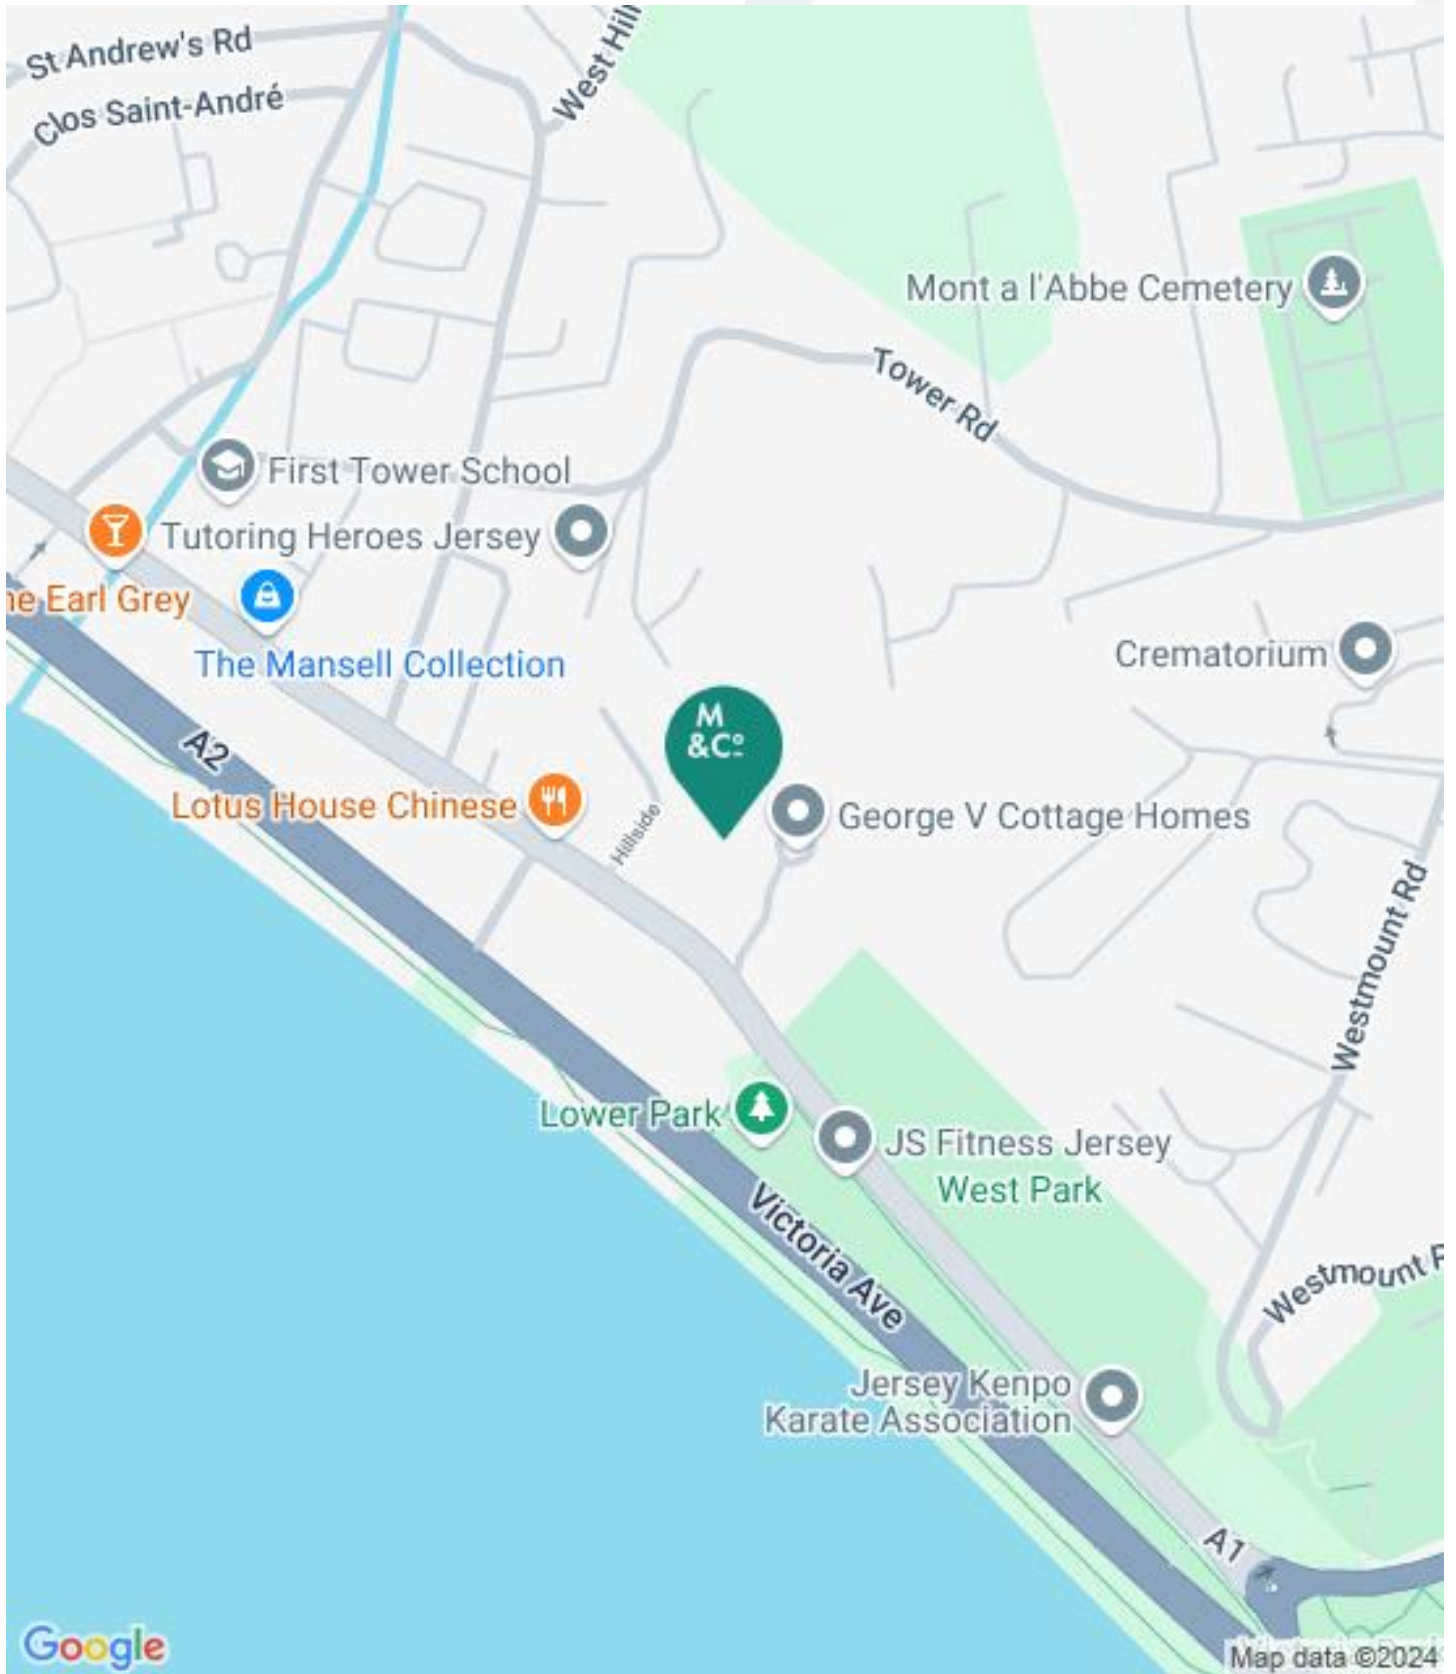 St Andrew's Rd
West Hill
Clos Saint-André
Mont a l'Abbe Cemetery
Tower Rd
First Tower School
Tutoring Heroes Jersey
Earl Grey
The Mansell Collection
Crematorium
M
&Co
A2
Lotus House Chinese
Hillside
George V Cottage Homes
Westmount Rd
Lower Park
JS Fitness Jersey
West Park
Victoria Ave
Westmount
Jersey Kenpo
Karate Association
A1
Google
Map data ©2024